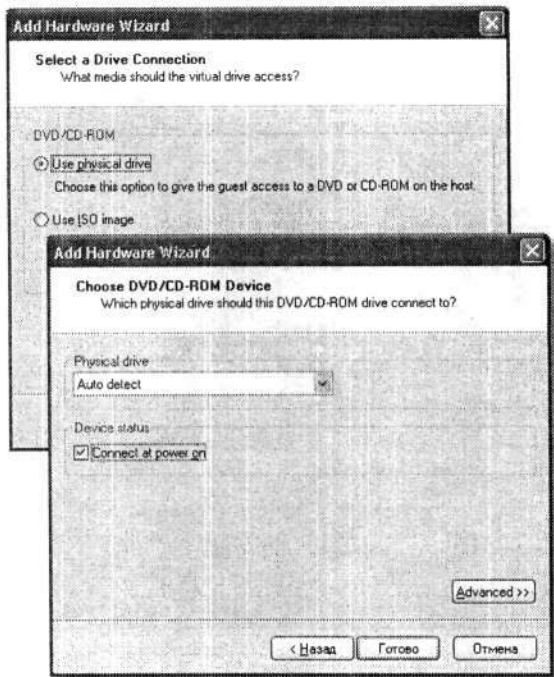 Add Hardware Wizard
Select a Drive Connection
What media should the virtual drive access?
DVD/CD-ROM
Use physical drive
Choose this option to give the guest access to a DVD or CD-ROM on the host.
Use ISO image
Add Hardware Wizard
Choose DVD/CD-ROM Device
Which physical drive should this DVD/CD-ROM drive connect to?
Physical drive
Auto detect
Device status
Connect at power on
Advanced >>
< Назад
Готово
Отмена